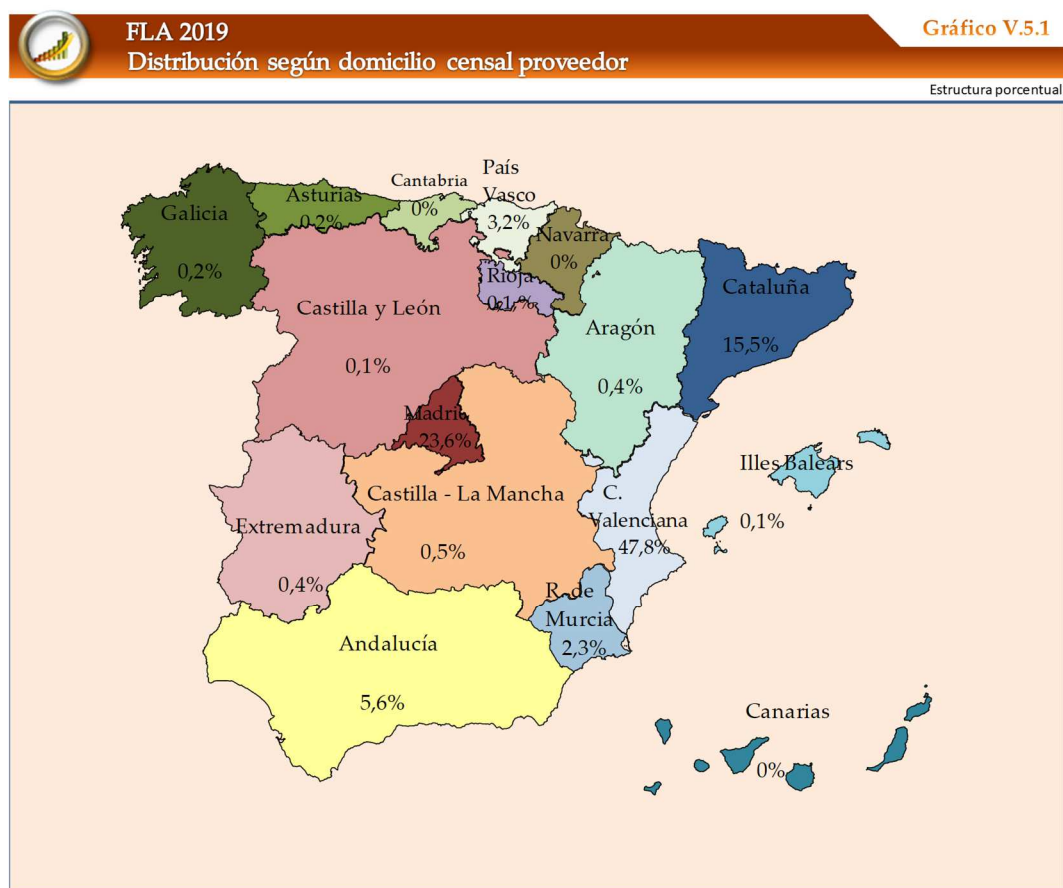 FLA 2019
Distribución según domicilio censal proveedor
Gráfico V.5.1
Estructura porcentual
País
Vasco
3,2%
Cantabria
0%
Asturias
0,2%
Galicia
0,2%
Navarra
0%
Rioja
0,1%
Castilla y León
0,1%
Cataluña
15,5%
Aragón
0,4%
Madrid
23,6%
Illes Balears
0,1%
Castilla - La Mancha
0,5%
C.
Valenciana
47,8%
Extremadura
0,4%
R. de
Murcia
2,3%
Andalucía
5,6%
Canarias
0%